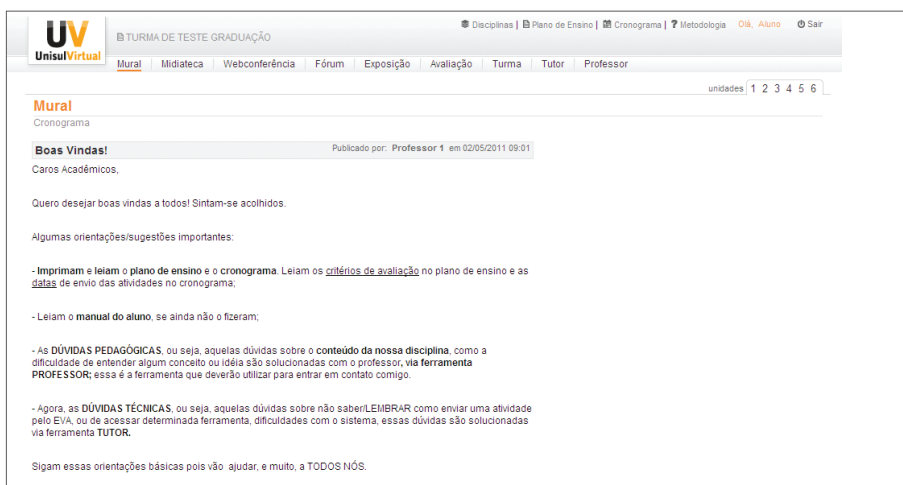 Disciplinas | Plano de Ensino | Cronograma | ? Metodologia Olá, Aluno Sair
UV
UnisulVirtual
TURMA DE TESTE GRADUAÇÃO
Mural Midiateca Webconferência Fórum Exposição Avaliação Turma Tutor Professor
unidades 1 2 3 4 5 6
Mural
Cronograma
Boas Vindas! Publicado por: Professor 1 em 02/05/2011 09:01
Caros Acadêmicos,
Quero desejar boas vindas a todos! Sintam-se acolhidos.
Algumas orientações/sugestões importantes:
- Imprimam e leiam o plano de ensino e o cronograma. Leiam os critérios de avaliação no plano de ensino e as
datas de envio das atividades no cronograma;
- Leiam o manual do aluno, se ainda não o fizeram;
- As DÚVIDAS PEDAGÓGICAS, ou seja, aquelas dúvidas sobre o conteúdo da nossa disciplina, como a
dificuldade de entender algum conceito ou idéia são solucionadas com o professor, via ferramenta
PROFESSOR; essa é a ferramenta que deverão utilizar para entrar em contato comigo.
- Agora, as DÚVIDAS TÉCNICAS, ou seja, aquelas dúvidas sobre não saber/LEMBRAR como enviar uma atividade
pelo EVA, ou de acessar determinada ferramenta, dificuldades com o sistema, essas dúvidas são solucionadas
via ferramenta TUTOR.
Sigam essas orientações básicas pois vão ajudar, e muito, a TODOS NÓS.